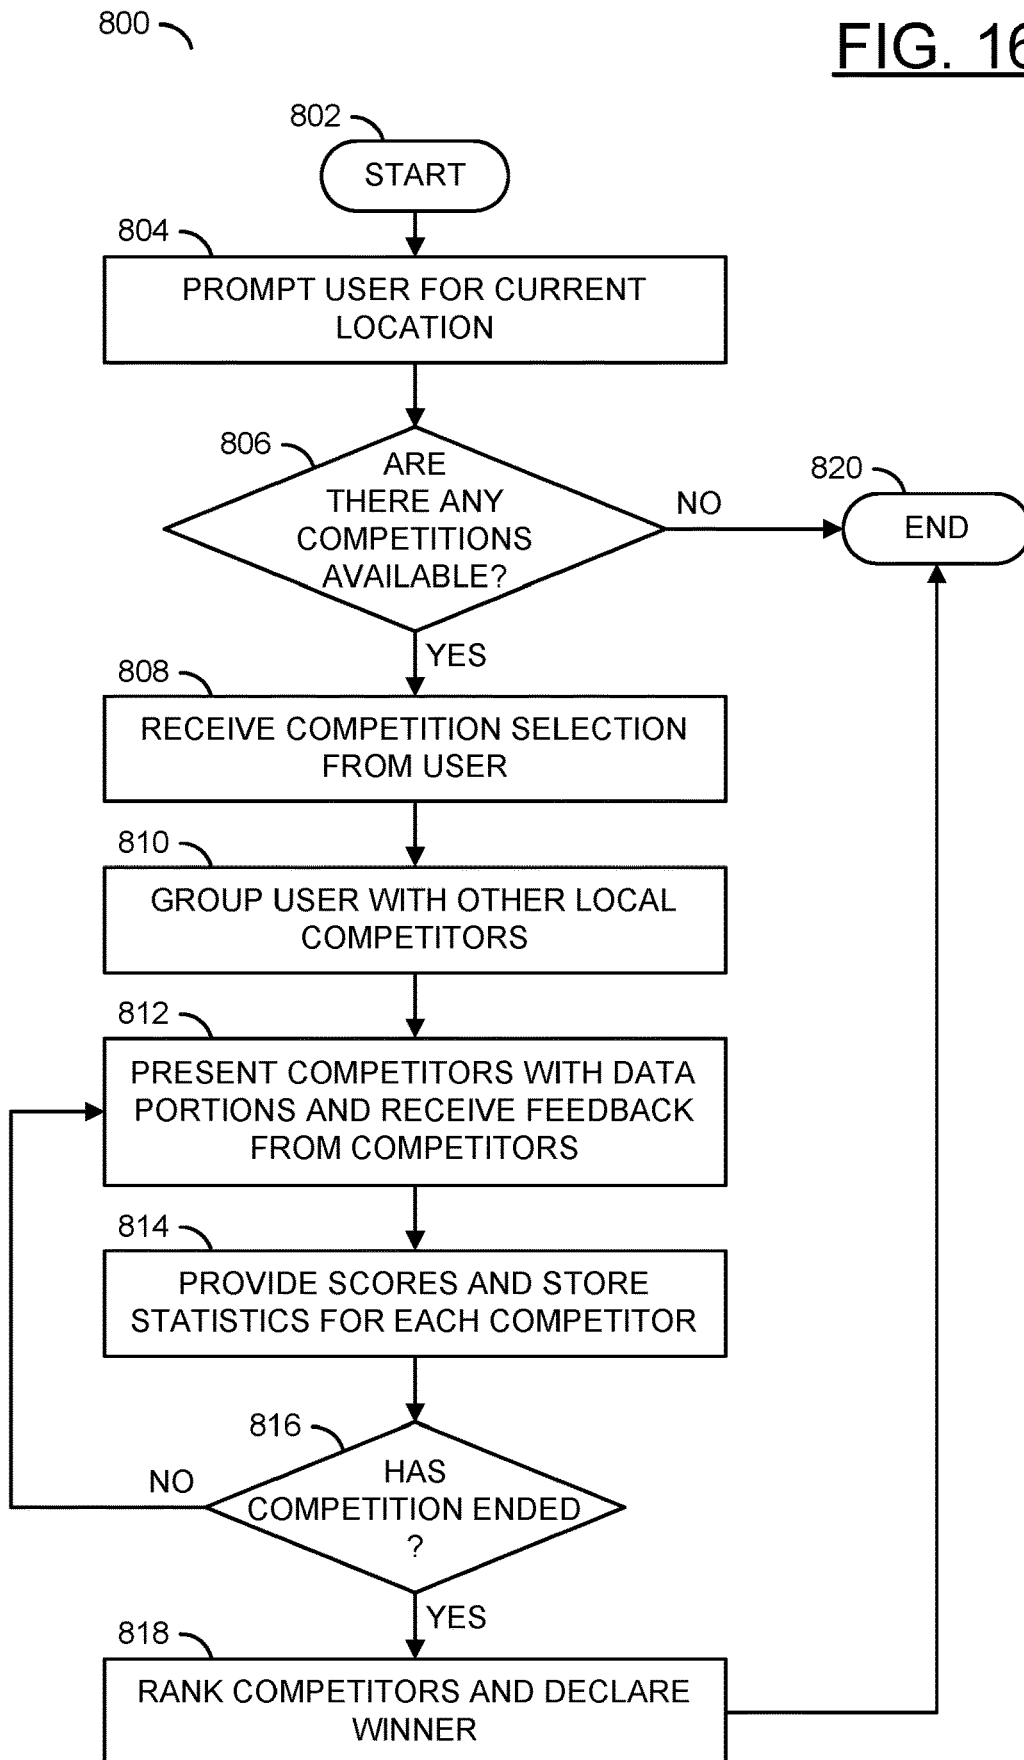 800
FIG. 16
802
START
804
PROMPT USER FOR CURRENT
LOCATION
806
ARE
THERE ANY
COMPETITIONS
AVAILABLE?
NO
820
END
YES
808
RECEIVE COMPETITION SELECTION
FROM USER
810
GROUP USER WITH OTHER LOCAL
COMPETITORS
812
PRESENT COMPETITORS WITH DATA
PORTIONS AND RECEIVE FEEDBACK
FROM COMPETITORS
814
PROVIDE SCORES AND STORE
STATISTICS FOR EACH COMPETITOR
816
NO
HAS
COMPETITION ENDED
?
YES
818
RANK COMPETITORS AND DECLARE
WINNER